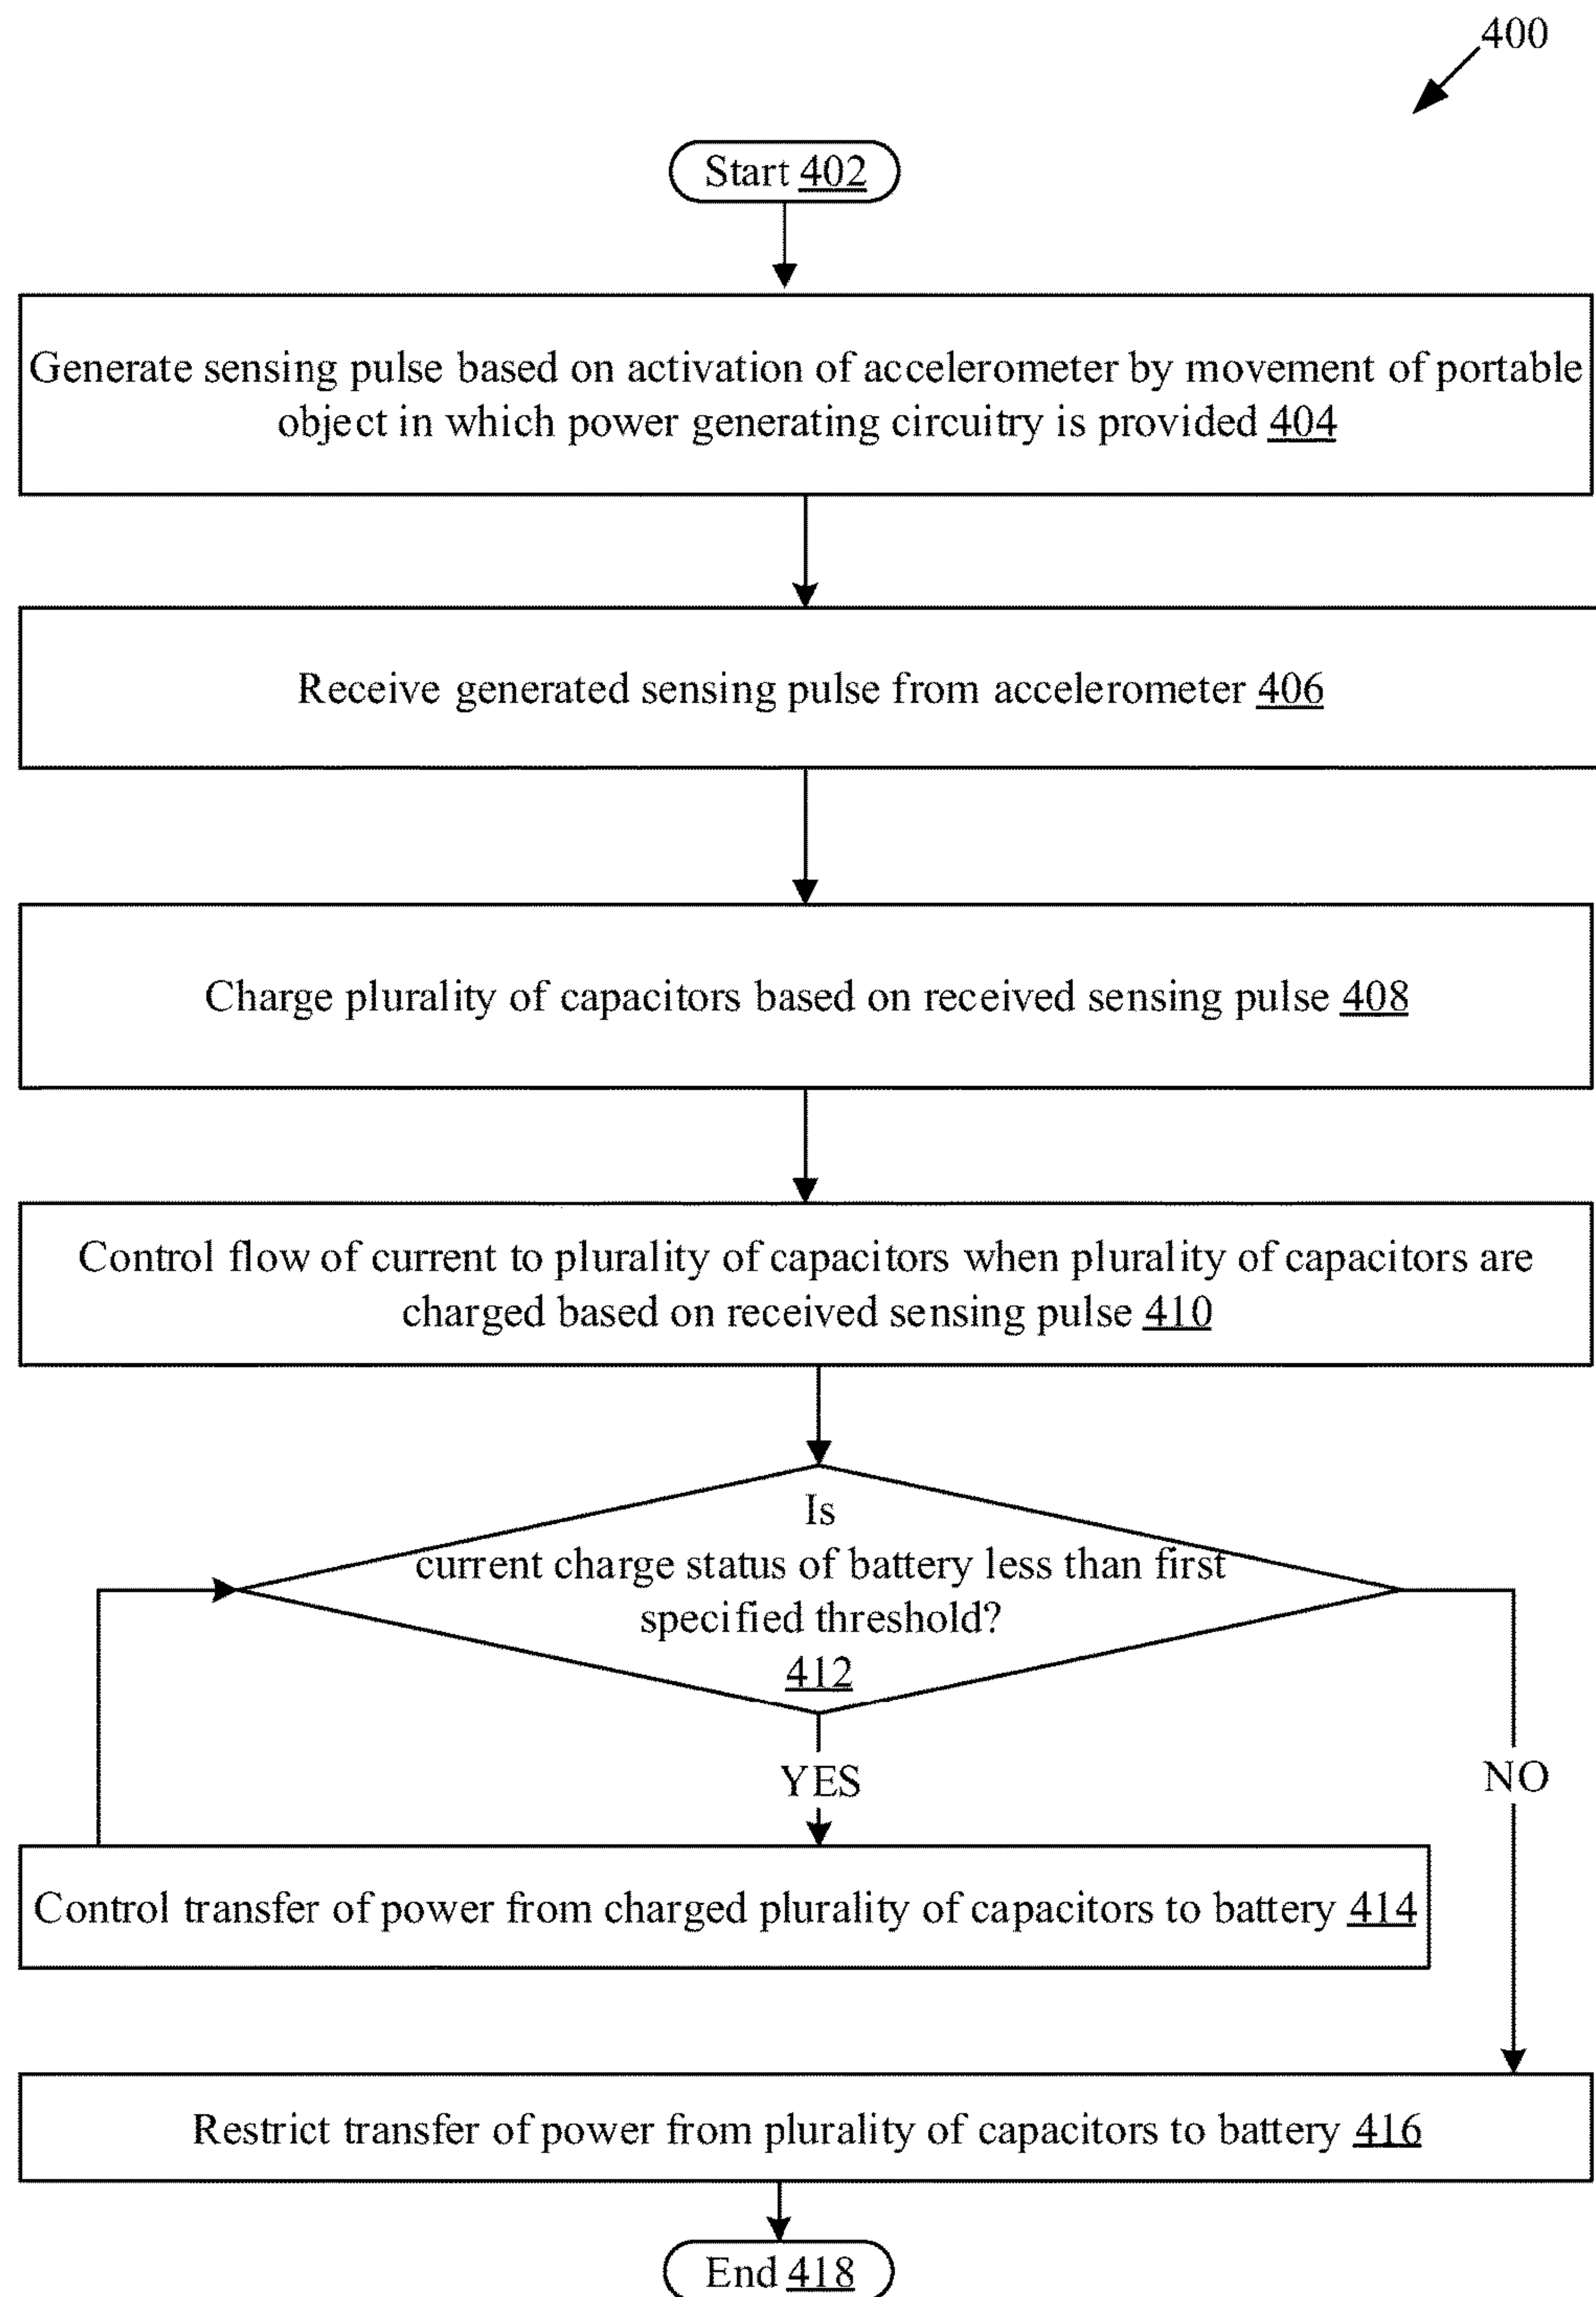 400
Start 402
Generate sensing pulse based on activation of accelerometer by movement of portable
object in which power generating circuitry is provided 404
Receive generated sensing pulse from accelerometer 406
Charge plurality of capacitors based on received sensing pulse 408
Control flow of current to plurality of capacitors when plurality of capacitors are
charged based on received sensing pulse 410
Is
current charge status of battery less than first
specified threshold?
412
YES
NO
Control transfer of power from charged plurality of capacitors to battery 414
Restrict transfer of power from plurality of capacitors to battery 416
End 418